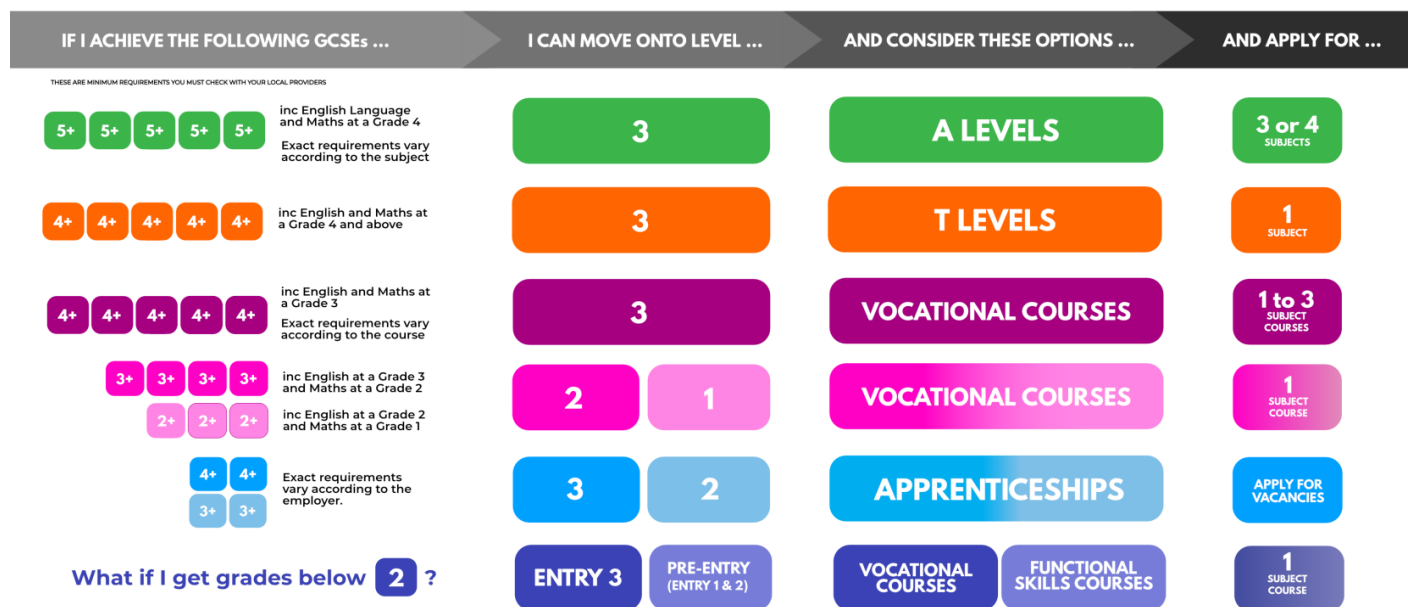 IF I ACHIEVE THE FOLLOWING GCSEs ...
I CAN MOVE ONTO LEVEL ...
AND CONSIDER THESE OPTIONS ...
AND APPLY FOR ...
THESE ARE MINIMUM REQUIREMENTS YOU MUST CHECK WITH YOUR LOCAL PROVIDERS
5+ 5+ 5+ 5+ 5+
inc English Language
and Maths at a Grade 4
Exact requirements vary
according to the subject
3
A LEVELS
3 or 4
SUBJECTS
4+ 4+ 4+ 4+ 4+
inc English and Maths at
a Grade 4 and above
3
T LEVELS
1
SUBJECT
4+ 4+ 4+ 4+ 4+
inc English and Maths at
a Grade 3
Exact requirements vary
according to the course
3
VOCATIONAL COURSES
1 to 3
SUBJECT
COURSES
3+ 3+ 3+ 3+
inc English at a Grade 3
and Maths at Grade 2
2+ 2+ 2+
inc English at a Grade 2
and Maths at Grade 1
2
1
VOCATIONAL COURSES
1
SUBJECT
COURSE
4+ 4+
3+ 3+
Exact requirements
vary according to the
employer.
3
2
APPRENTICESHIPS
APPLY FOR
VACANCIES
What if I get grades below 2 ?
ENTRY 3
PRE-ENTRY
(ENTRY 1 & 2)
VOCATIONAL
COURSES
FUNCTIONAL
SKILLS COURSES
1
SUBJECT
COURSE